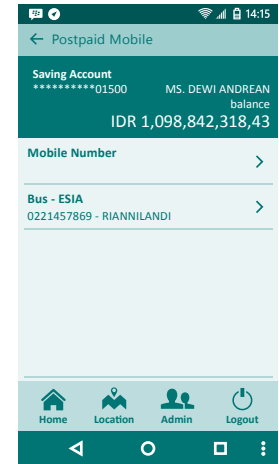 14:15
Postpaid Mobile
Saving Account
**********01500 MS. DEWI ANDREAN
balance
IDR 1,098,842,318,43
Mobile Number
Bus - ESIA
0221457869 - RIANNILANDI
Home Location Admin Logout